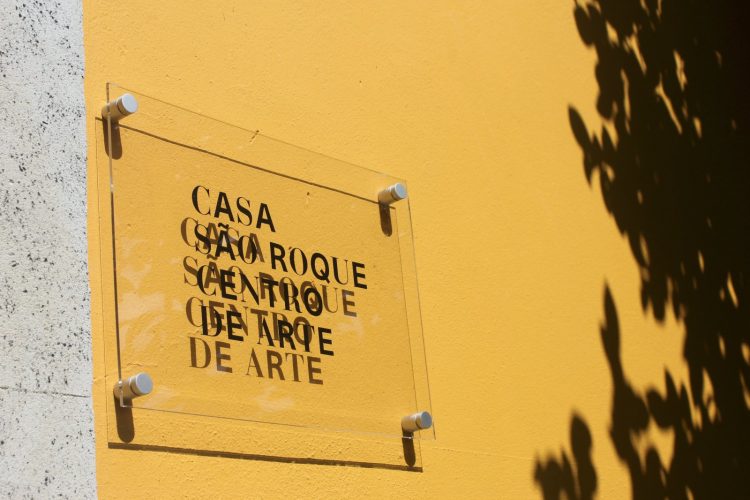 CASA
SÃO ROQUE
CENTRO
DE ARTE